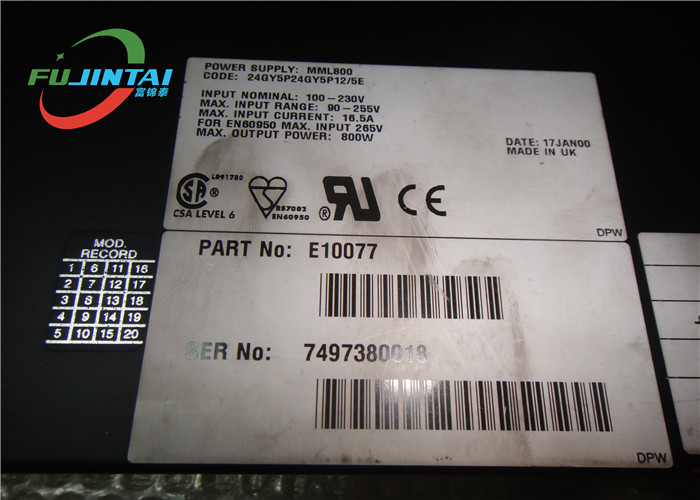 FUJINTAI
富锦泰
POWER SUPPLY: MML800
CODE: 24GY5P24GY5P12/5E
INPUT NOMINAL: 100-230V
MAX. INPUT RANGE: 90-255V
MAX. INPUT CURRENT: 16.5A
FOR EN60950 MAX. INPUT 265V
MAX. OUTPUT POWER: 800W
DATE: 17JAN00
MADE IN UK
LR91780
CSA LEVEL 6
BS7002
EN60950
DPW
MOD.
RECORD
1 6 11 16
2 7 12 17
3 8 13 18
4 9 14 19
5 10 15 20
PART No: E10077
SER No: 7497380018
DPW